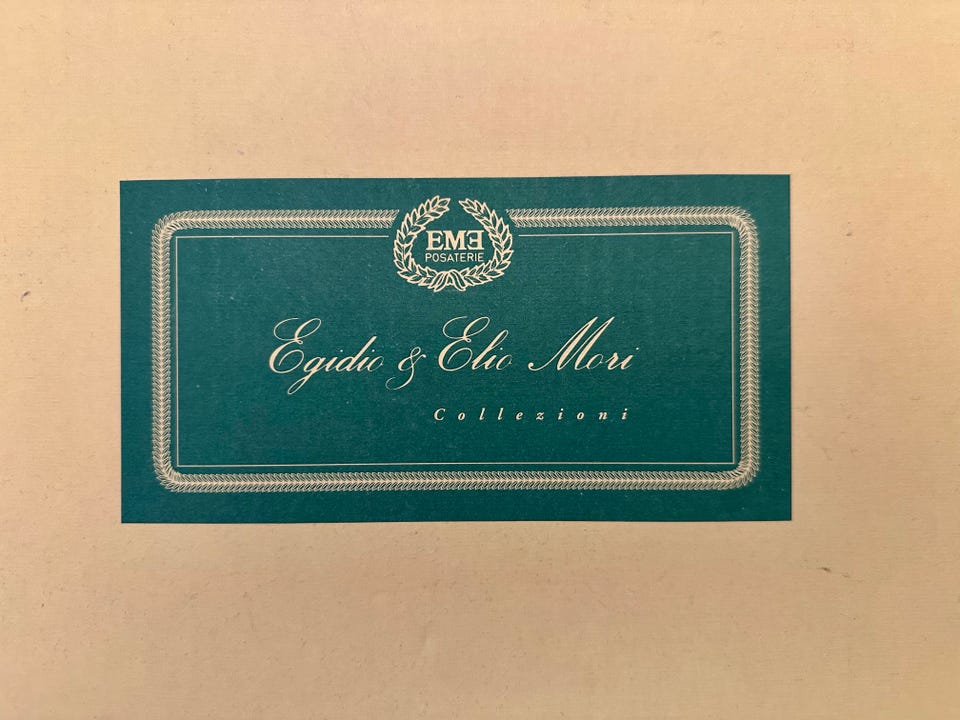 EMƎ
POSATERIE
Egidio & Elio Mori
Collezioni